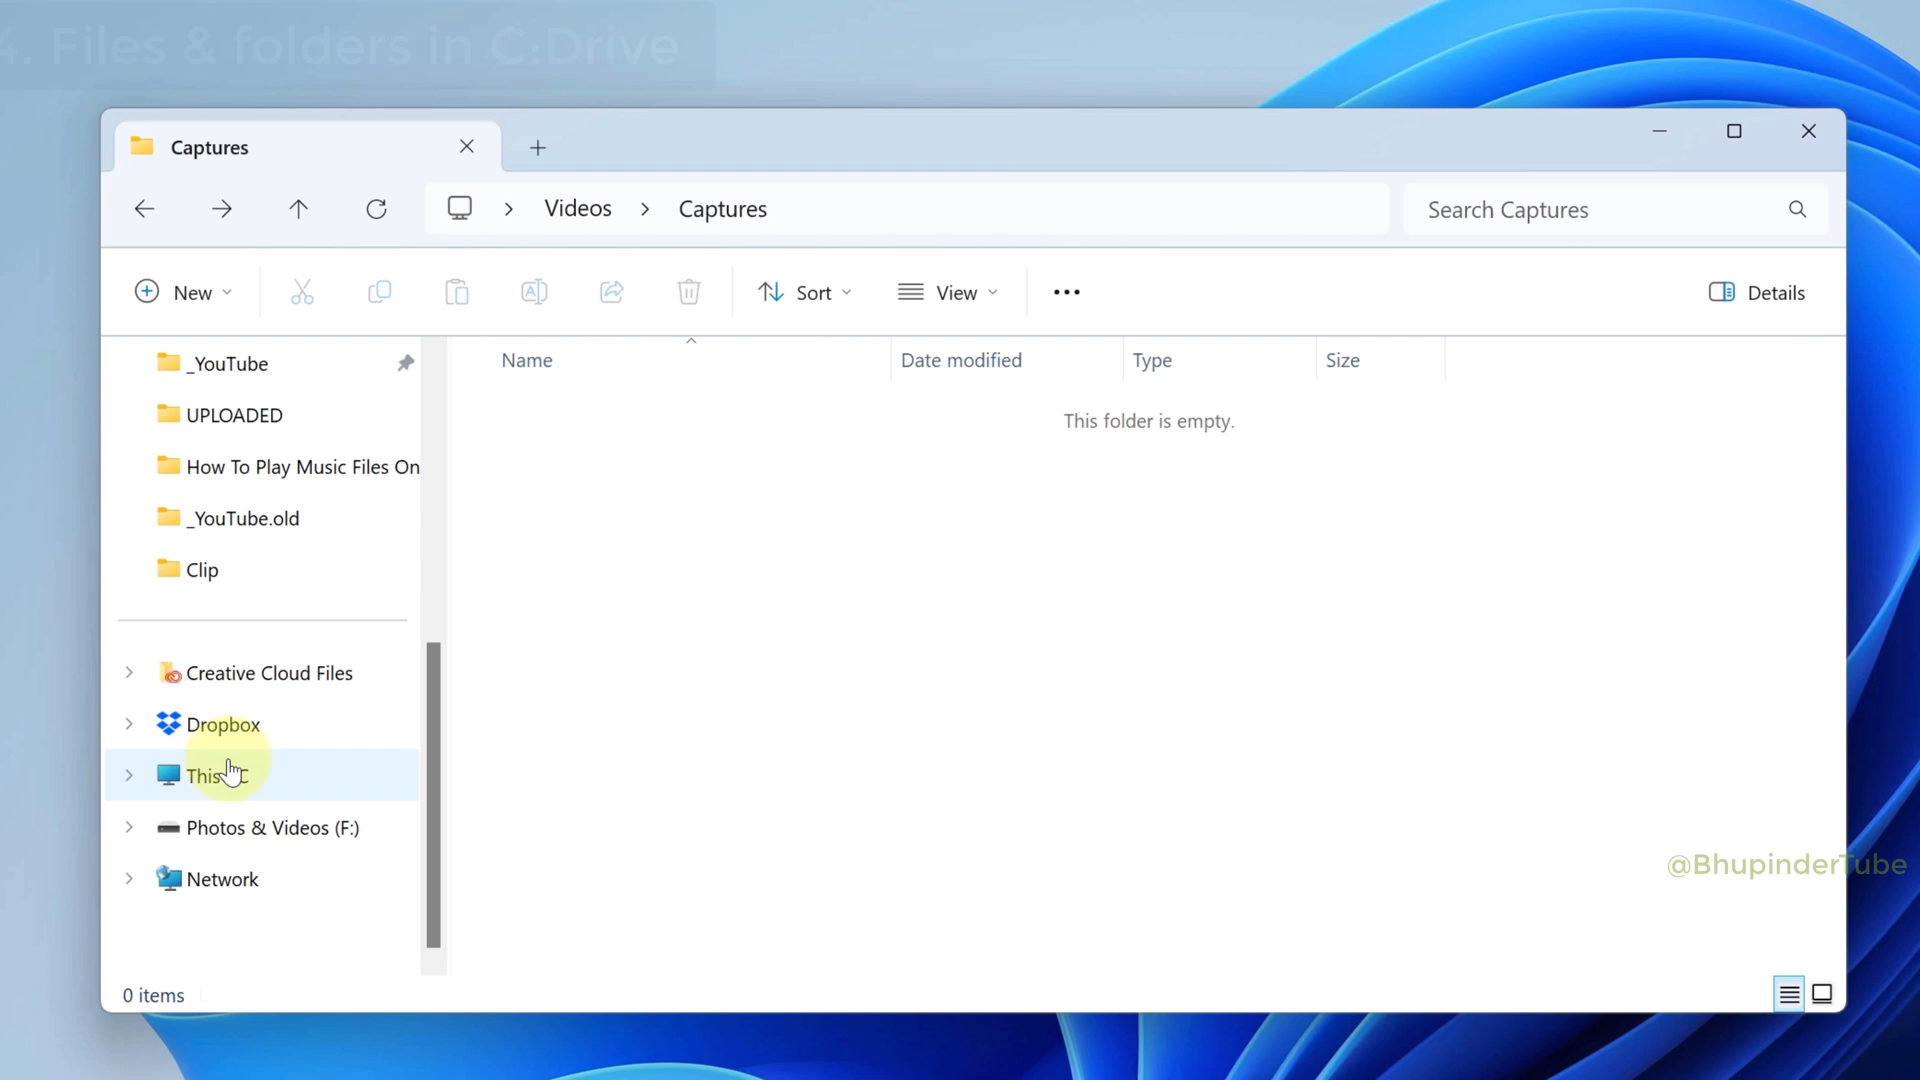 4. Files & folders in C:Drive
Captures
Videos
Captures
Search Captures
New
Sort
View
Details
_YouTube
UPLOADED
How To Play Music Files On
_YouTube.old
Clip
Creative Cloud Files
Dropbox
This PC
Photos & Videos (F:)
Network
Name
Date modified
Type
Size
This folder is empty.
@BhupinderTube
0 items